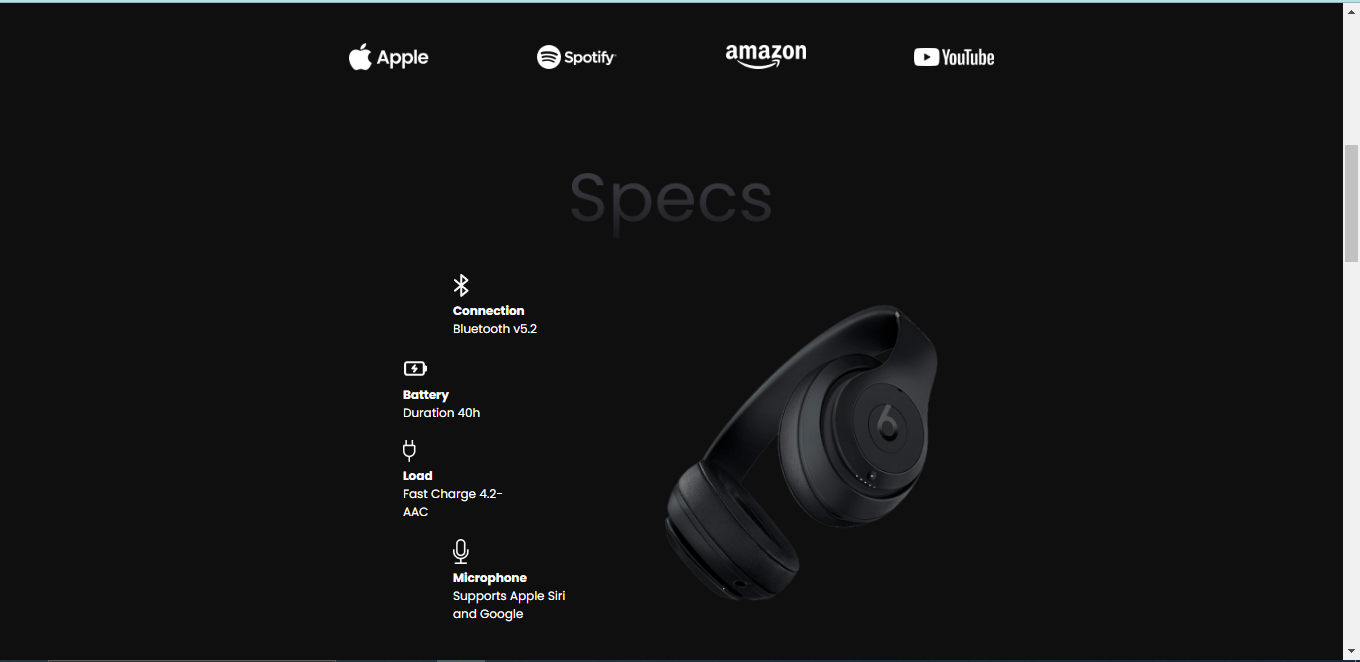 Apple
Spotify
amazon
YouTube
Specs
Connection
Bluetooth v5.2
Battery
Duration 40h
Load
Fast Charge 4.2-
AAC
Microphone
Supports Apple Siri
and Google